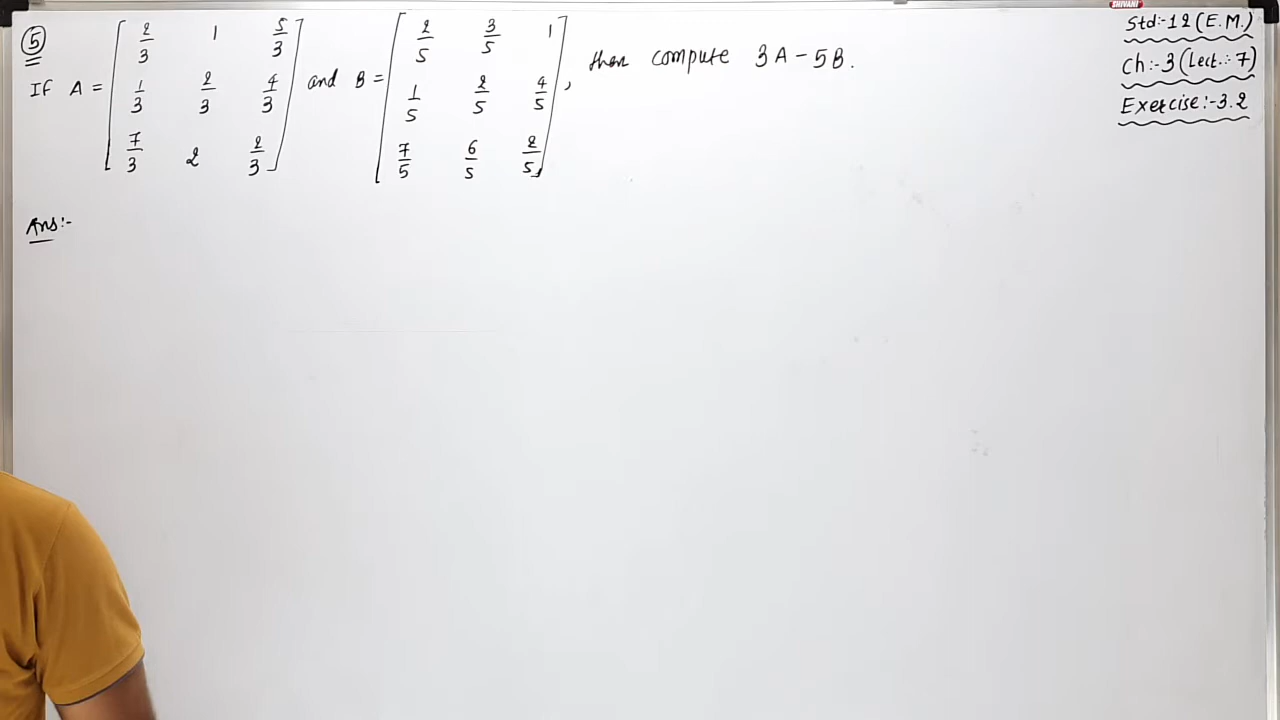 SHIVANI
Std:-12 (E.M.)
Ch:-3 (Lect.:-7)
Exercise:-3.2
⑤
If A = [ 2/3 1 5/3
1/3 2/3 4/3
7/3 2 2/3 ] and B = [ 2/5 3/5 1
1/5 2/5 4/5
7/5 6/5 2/5 ], then compute 3A - 5B.
Ans:-